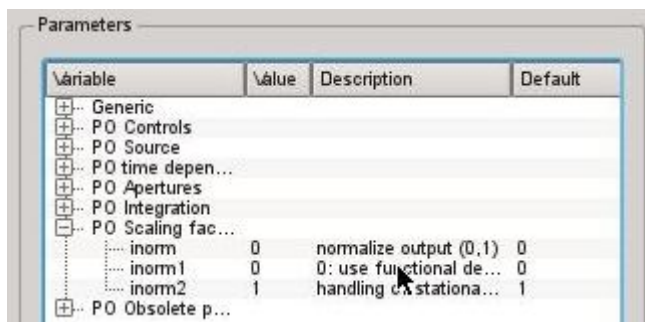 Parameters
Variable Value Description Default
Generic
PO Controls
PO Source
PO time depen...
PO Apertures
PO Integration
PO Scaling fac...
inorm 0 normalize output (0,1) 0
inorm1 0 0: use functional de... 0
inorm2 1 handling of stationa... 1
PO Obsolete p...